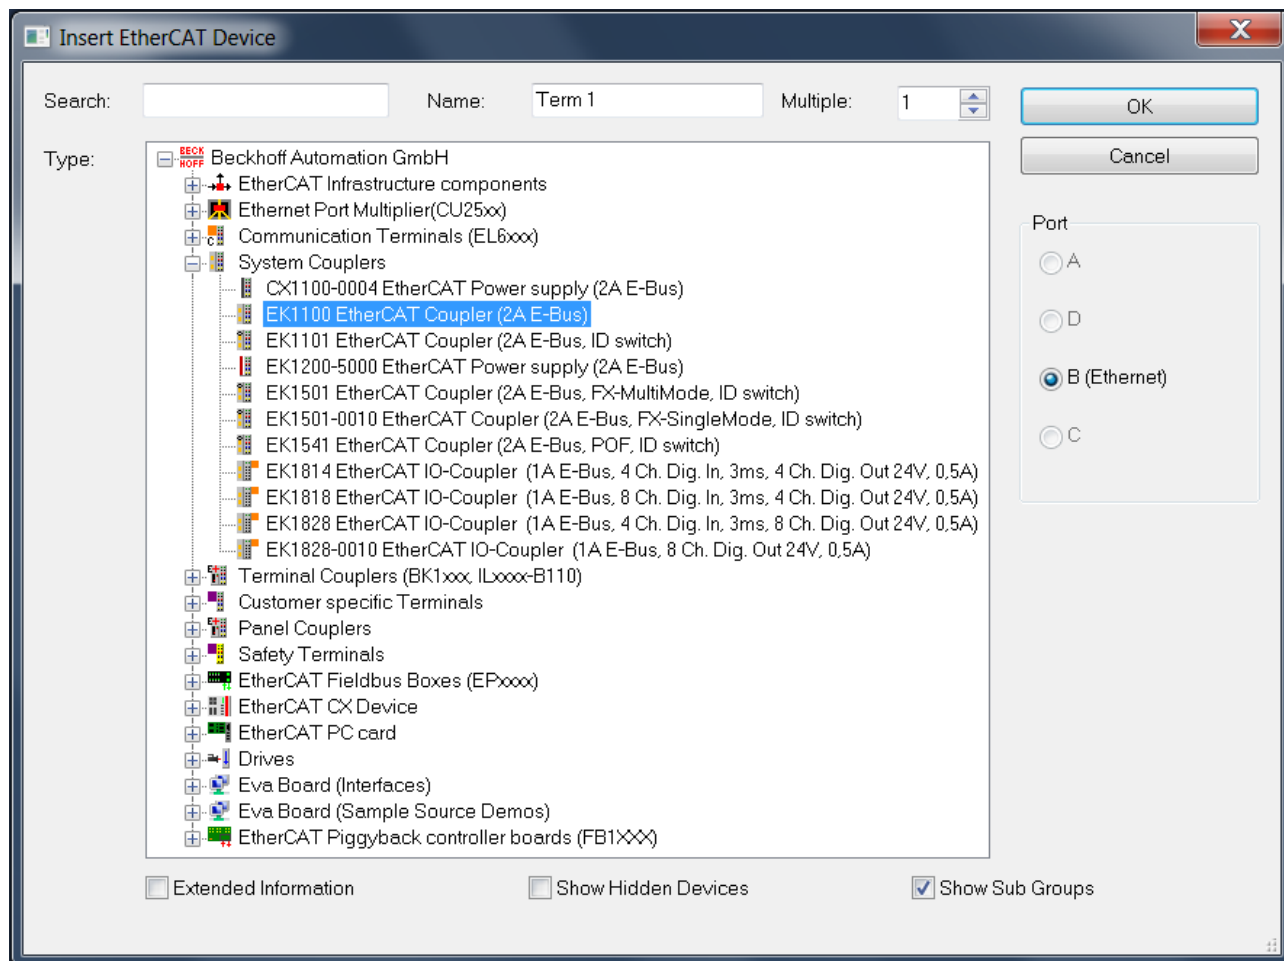 Insert EtherCAT Device
X
Search:
Name: Term 1
Multiple: 1
OK
Type:
BECK
HOFF
Beckhoff Automation GmbH
Cancel
EtherCAT Infrastructure components
Ethernet Port Multiplier(CU25xx)
Port
C Communication Terminals (EL6xxx)
System Couplers
A
CX1100-0004 EtherCAT Power supply (2A E-Bus)
EK1100 EtherCAT Coupler (2A E-Bus)
D
EK1101 EtherCAT Coupler (2A E-Bus, ID switch)
EK1200-5000 EtherCAT Power supply (2A E-Bus)
B (Ethernet)
EK1501 EtherCAT Coupler (2A E-Bus, FX-MultiMode, ID switch)
EK1501-0010 EtherCAT Coupler (2A E-Bus, FX-SingleMode, ID switch)
C
EK1541 EtherCAT Coupler (2A E-Bus, POF, ID switch)
EK1814 EtherCAT IO-Coupler (1A E-Bus, 4 Ch. Dig. In, 3ms, 4 Ch. Dig. Out 24V, 0,5A)
EK1818 EtherCAT IO-Coupler (1A E-Bus, 8 Ch. Dig. In, 3ms, 4 Ch. Dig. Out 24V, 0,5A)
EK1828 EtherCAT IO-Coupler (1A E-Bus, 4 Ch. Dig. In, 3ms, 8 Ch. Dig. Out 24V, 0,5A)
EK1828-0010 EtherCAT IO-Coupler (1A E-Bus, 8 Ch. Dig. Out 24V, 0,5A)
Terminal Couplers (BK1xxx, ILxxxx-B110)
Customer specific Terminals
Panel Couplers
Safety Terminals
EtherCAT Fieldbus Boxes (EPxxxx)
EtherCAT CX Device
EtherCAT PC card
Drives
Eva Board (Interfaces)
Eva Board (Sample Source Demos)
EtherCAT Piggyback controller boards (FB1XXX)
Extended Information
Show Hidden Devices
Show Sub Groups